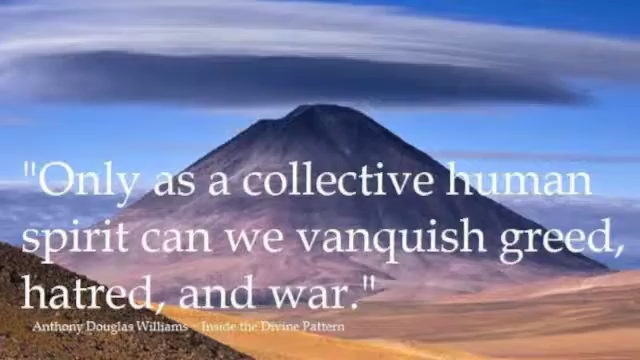 "Only as a collective human
spirit can we vanquish greed,
hatred, and war."
Anthony Douglas Williams - Inside the Divine Pattern